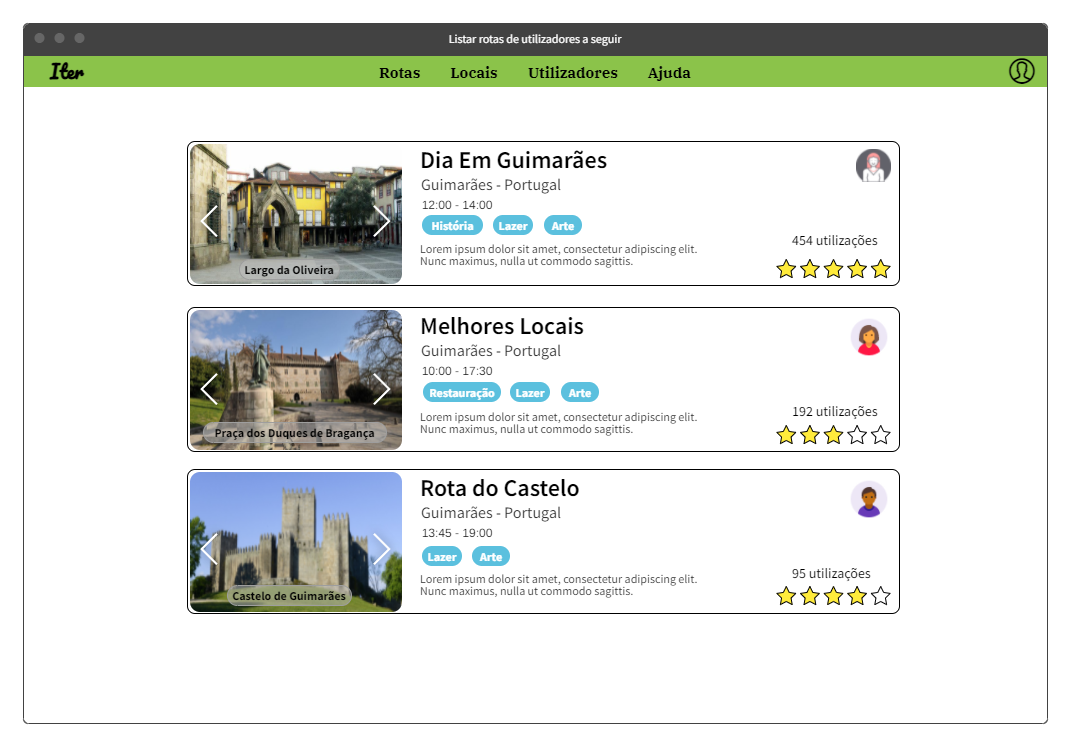 Listar rotas de utilizadores a seguir
Iter
Rotas Locais Utilizadores Ajuda
Dia Em Guimarães
Guimarães - Portugal
12:00 - 14:00
História Lazer Arte
454 utilizações
Lorem ipsum dolor sit amet, consectetur adipiscing elit.
Nunc maximus, nulla ut commodo sagittis.
Largo da Oliveira
Melhores Locais
Guimarães - Portugal
10:00 - 17:30
Restauração Lazer Arte
192 utilizações
Lorem ipsum dolor sit amet, consectetur adipiscing elit.
Nunc maximus, nulla ut commodo sagittis.
Praça dos Duques de Bragança
Rota do Castelo
Guimarães - Portugal
13:45 - 19:00
Lazer Arte
95 utilizações
Lorem ipsum dolor sit amet, consectetur adipiscing elit.
Nunc maximus, nulla ut commodo sagittis.
Castelo de Guimarães